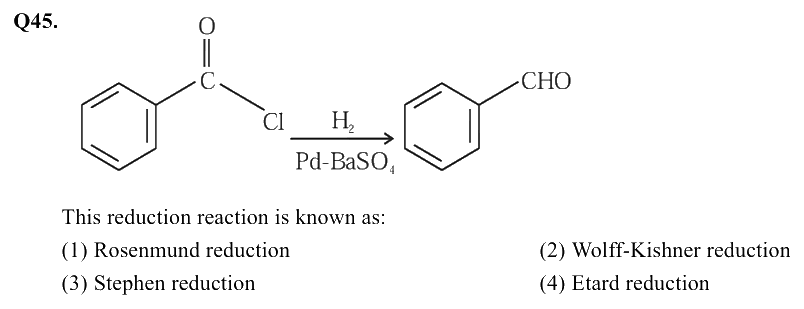 Q45.
O
C
Cl
H₂
Pd-BaSO₄
CHO
This reduction reaction is known as:
(1) Rosenmund reduction
(2) Wolff-Kishner reduction
(3) Stephen reduction
(4) Etard reduction